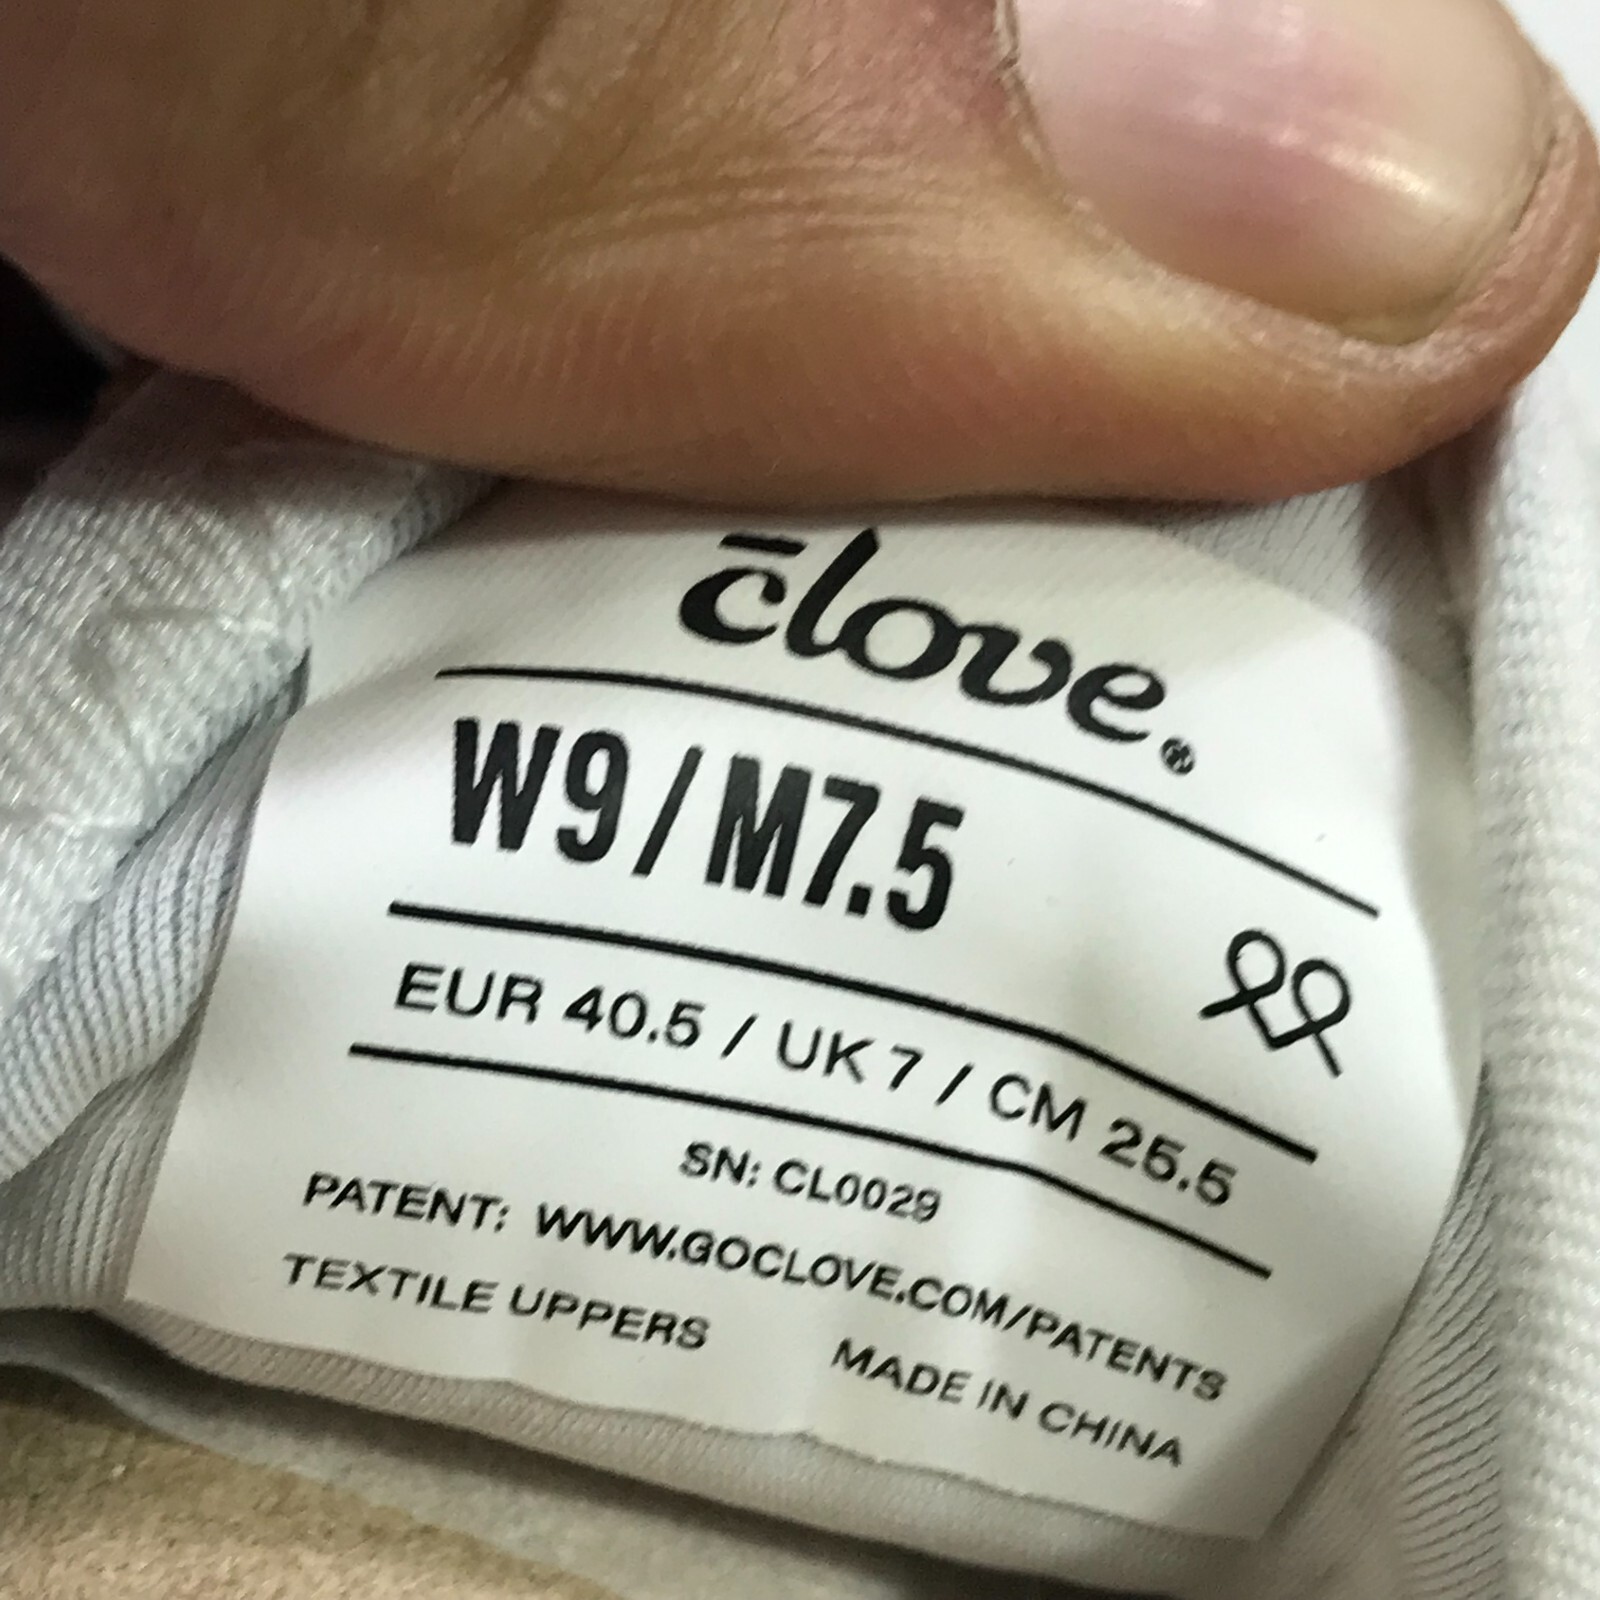 c̄love®
W9/M7.5
EUR 40.5 / UK 7 / CM 25.5
SN: CL0029
PATENT: WWW.GOCLOVE.COM/PATENTS
TEXTILE UPPERS MADE IN CHINA